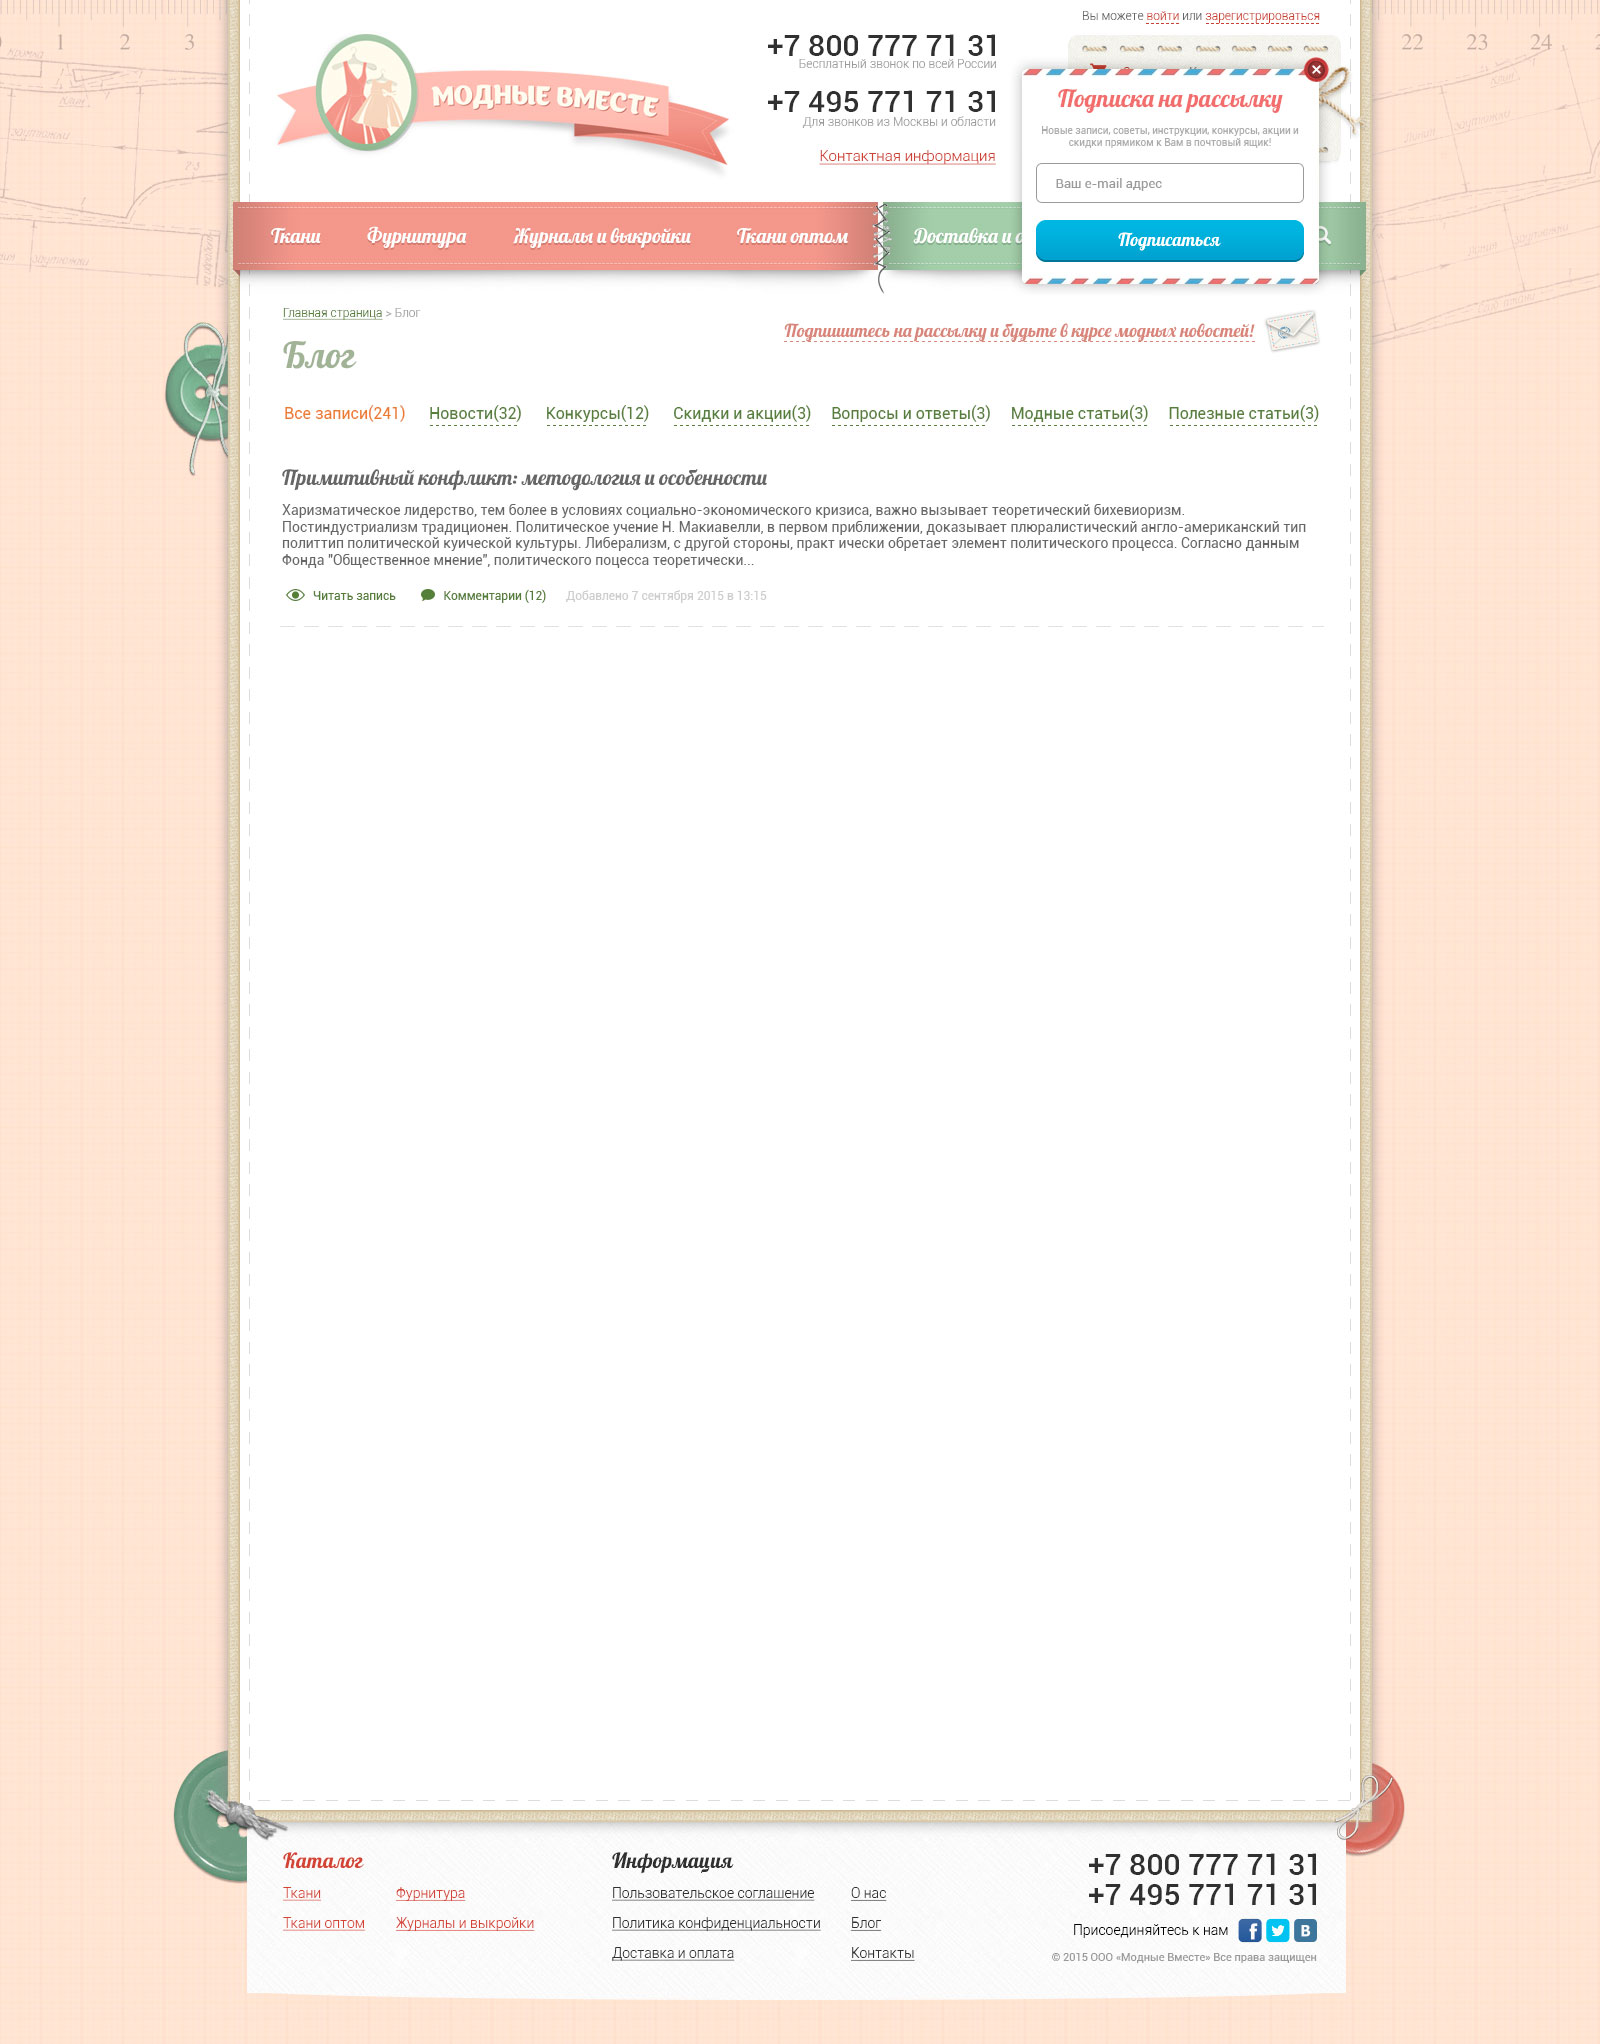 Вы можете войти или зарегистрироваться
1 2 3
22 23 24
МОДНЫЕ ВМЕСТЕ
+7 800 777 71 31
Бесплатный звонок по всей России
+7 495 771 71 31
Для звонков из Москвы и области
Контактная информация
Подписка на рассылку
Новые записи, советы, инструкции, конкурсы, акции и
скидки прямиком к Вам в почтовый ящик!
Ваш e-mail адрес
Подписаться
Ткани Фурнитура Журналы и выкройки Ткани оптом Доставка и о
Главная страница > Блог
Подпишитесь на рассылку и будьте в курсе модных новостей!
Блог
Все записи(241) Новости(32) Конкурсы(12) Скидки и акции(3) Вопросы и ответы(3) Модные статьи(3) Полезные статьи(3)
Примитивный конфликт: методология и особенности
Харизматическое лидерство, тем более в условиях социально-экономического кризиса, важно вызывает теоретический бихевиоризм.
Постиндустриализм традиционен. Политическое учение Н. Макиавелли, в первом приближении, доказывает плюралистический англо-американский тип
политтип политической куической культуры. Либерализм, с другой стороны, практ ически обретает элемент политического процесса. Согласно данным
Фонда "Общественное мнение", политического поцесса теоретически...
Читать запись Комментарии (12) Добавлено 7 сентября 2015 в 13:15
Каталог
Ткани Фурнитура
Ткани оптом Журналы и выкройки
Информация
Пользовательское соглашение О нас
Политика конфиденциальности Блог
Доставка и оплата Контакты
+7 800 777 71 31
+7 495 771 71 31
Присоединяйтесь к нам
© 2015 ООО «Модные Вместе» Все права защищен